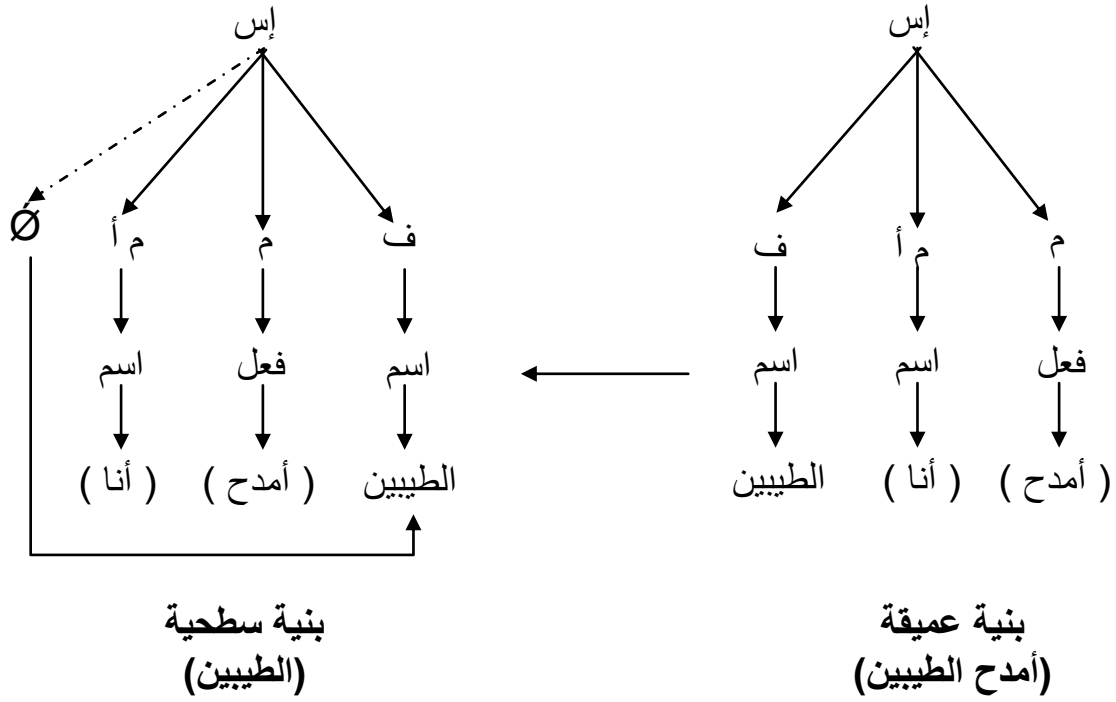 إس إس
م م أ ف ف م م أ Ǿ
فعل اسم اسم اسم فعل اسم
( أمدح ) ( أنا ) الطيبين الطيبين ( أمدح ) ( أنا )
بنية عميقة
(أمدح الطيبين)
بنية سطحية
(الطيبين)